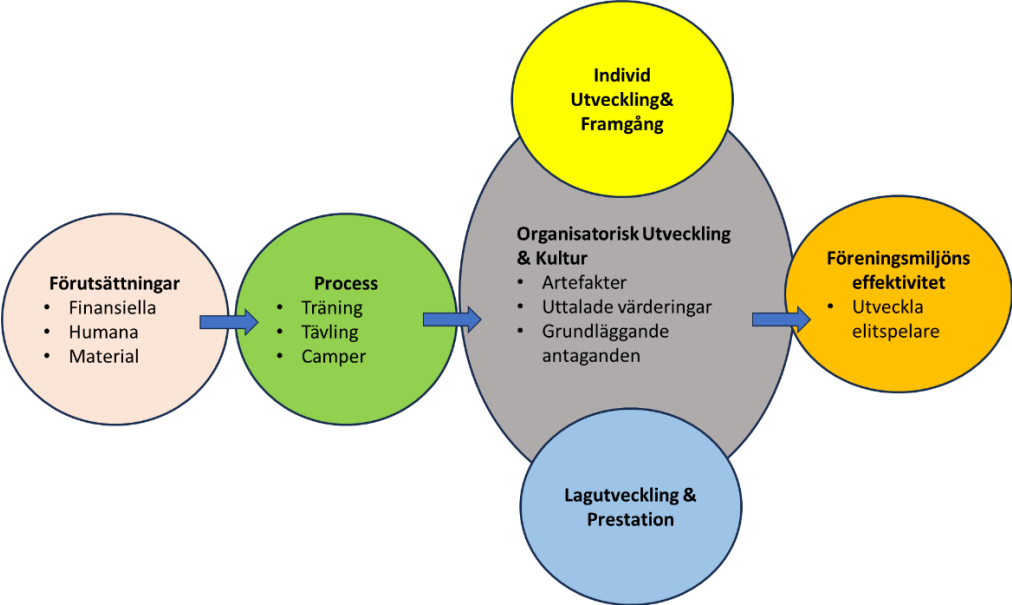 Individ
Utveckling&
Framgång
Förutsättningar
• Finansiella
• Humana
• Material
Process
• Träning
• Tävling
• Camper
Organisatorisk Utveckling
& Kultur
• Artefakter
• Uttalade värderingar
• Grundläggande
antaganden
Föreningsmiljöns
effektivitet
• Utveckla
elitspelare
Lagutveckling &
Prestation